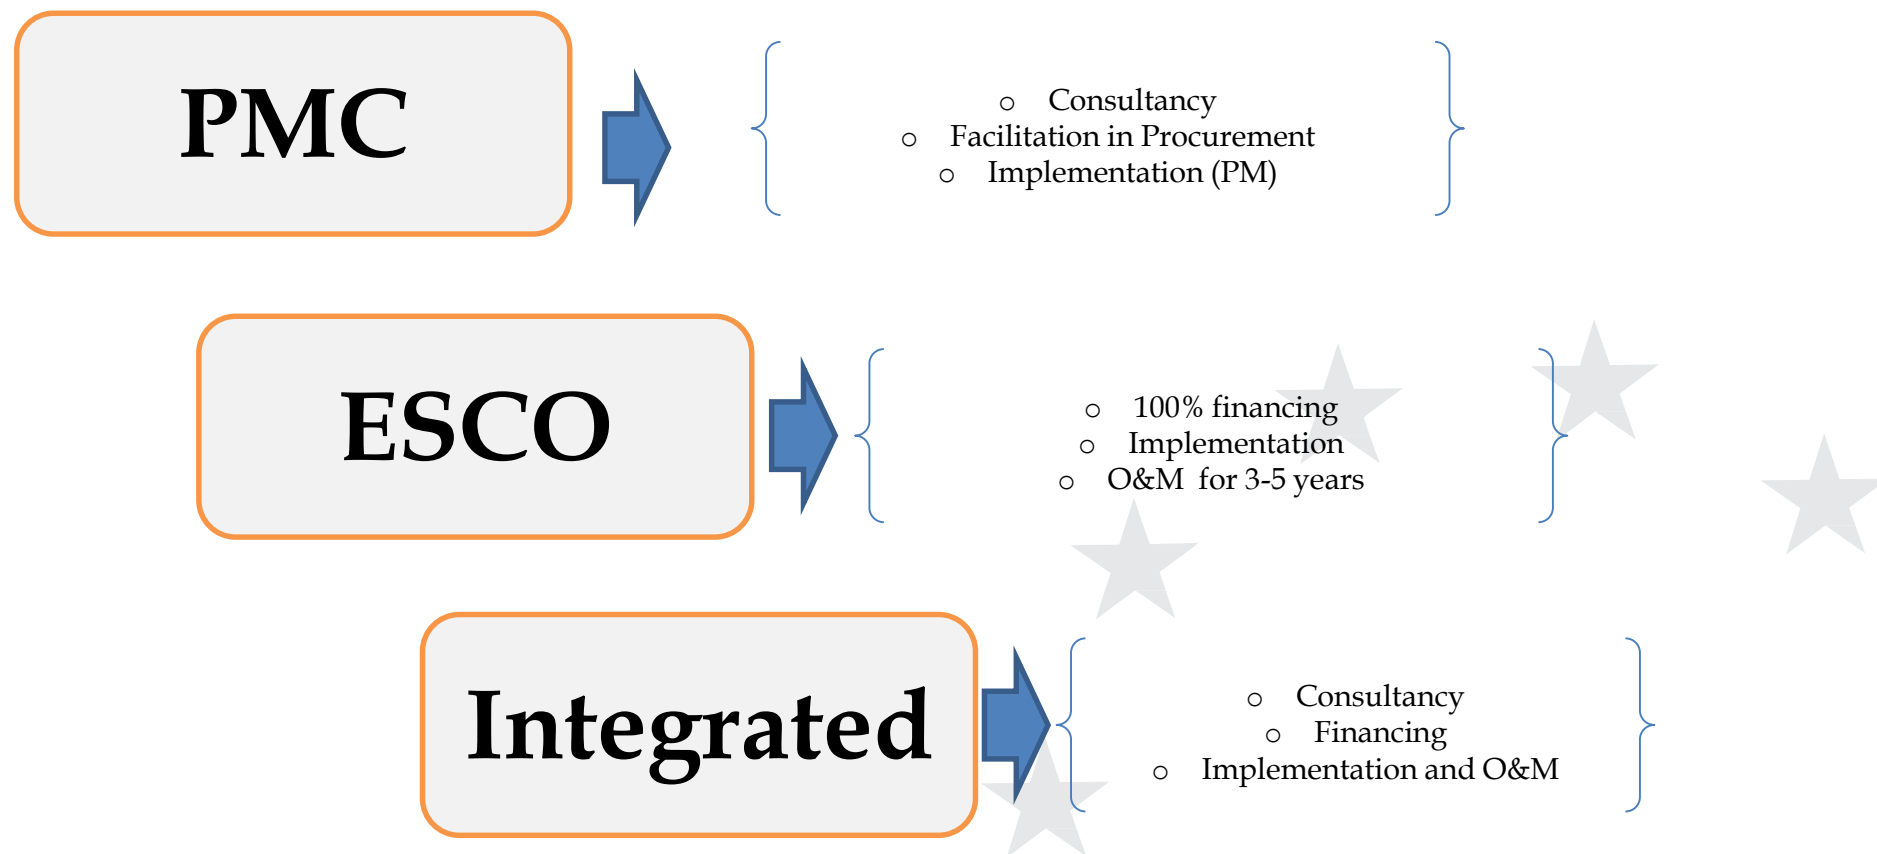 PMC
o Consultancy
o Facilitation in Procurement
o Implementation (PM)
ESCO
o 100% financing
o Implementation
o O&M for 3-5 years
Integrated
o Consultancy
o Financing
o Implementation and O&M